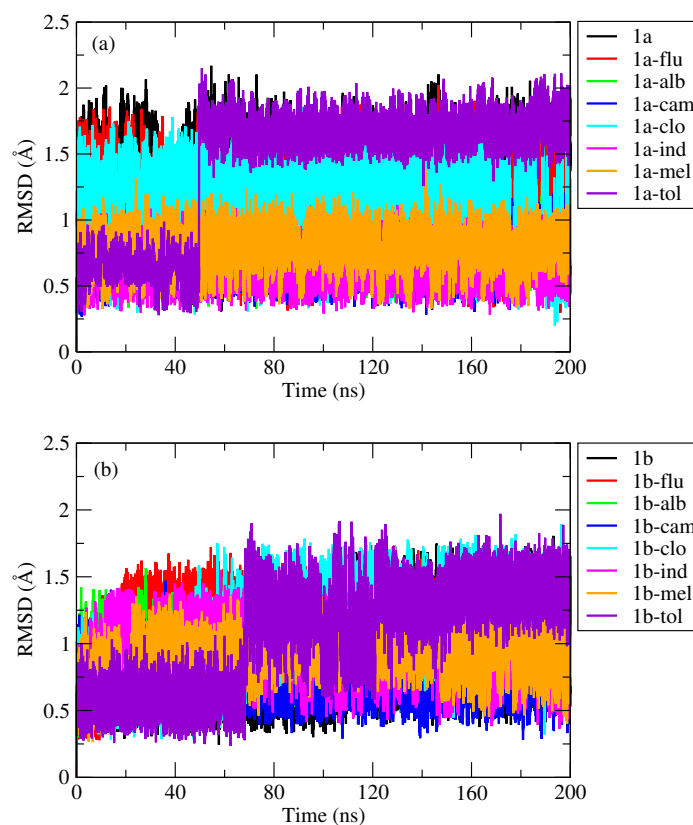 (a)
2.5
2
1.5
1
0.5
0
RMSD (Å)
0 40 80 120 160 200
Time (ns)
1a
1a-flu
1a-alb
1a-cam
1a-clo
1a-ind
1a-mel
1a-tol
(b)
2.5
2
1.5
1
0.5
0
RMSD (Å)
0 40 80 120 160 200
Time (ns)
1b
1b-flu
1b-alb
1b-cam
1b-clo
1b-ind
1b-mel
1b-tol